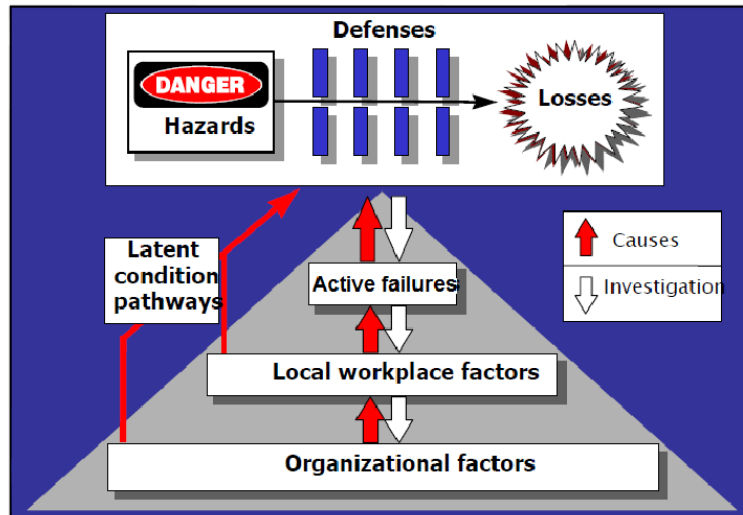 Defenses
DANGER
Hazards
Losses
Latent
condition
pathways
Causes
Investigation
Active failures
Local workplace factors
Organizational factors